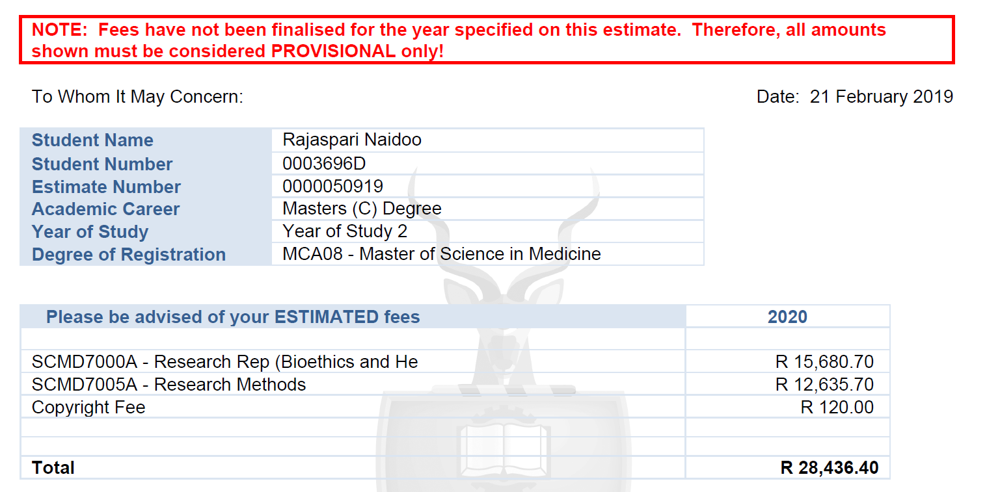 NOTE:  Fees have not been finalised for the year specified on this estimate.  Therefore, all amounts
shown must be considered PROVISIONAL only!
To Whom It May Concern: Date:  21 February 2019
Student Name Rajaspari Naidoo
Student Number 0003696D
Estimate Number 0000050919
Academic Career Masters (C) Degree
Year of Study Year of Study 2
Degree of Registration MCA08 - Master of Science in Medicine
Please be advised of your ESTIMATED fees 2020
SCMD7000A - Research Rep (Bioethics and He R 15,680.70
SCMD7005A - Research Methods R 12,635.70
Copyright Fee R 120.00
Total R 28,436.40